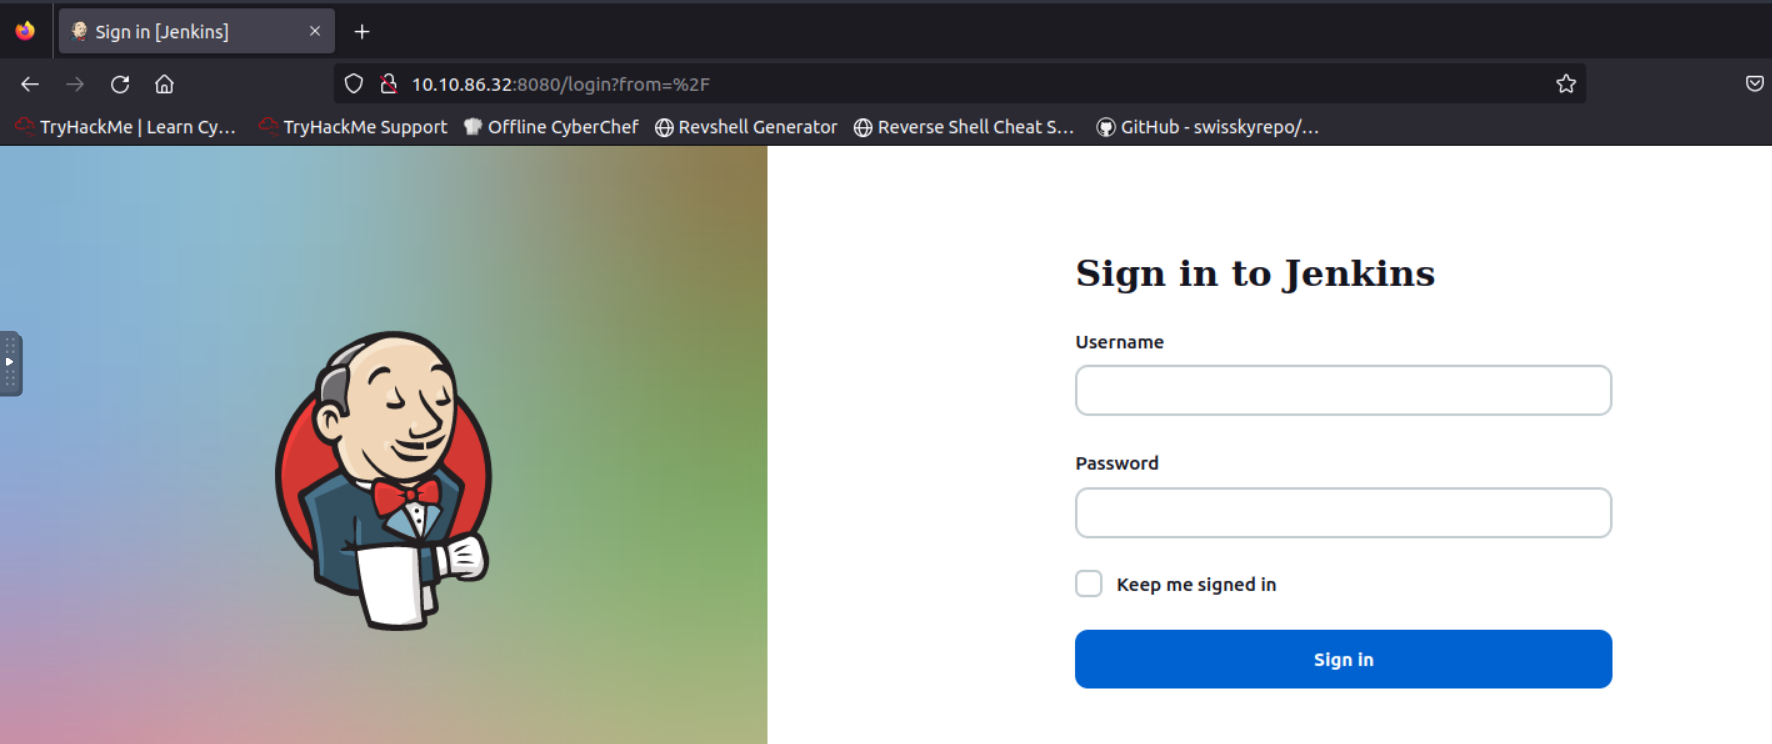 Sign in [Jenkins]
10.10.86.32:8080/login?from=%2F
TryHackMe | Learn Cy… TryHackMe Support Offline CyberChef Revshell Generator Reverse Shell Cheat S… GitHub - swisskyrepo/…
Sign in to Jenkins
Username
Password
Keep me signed in
Sign in